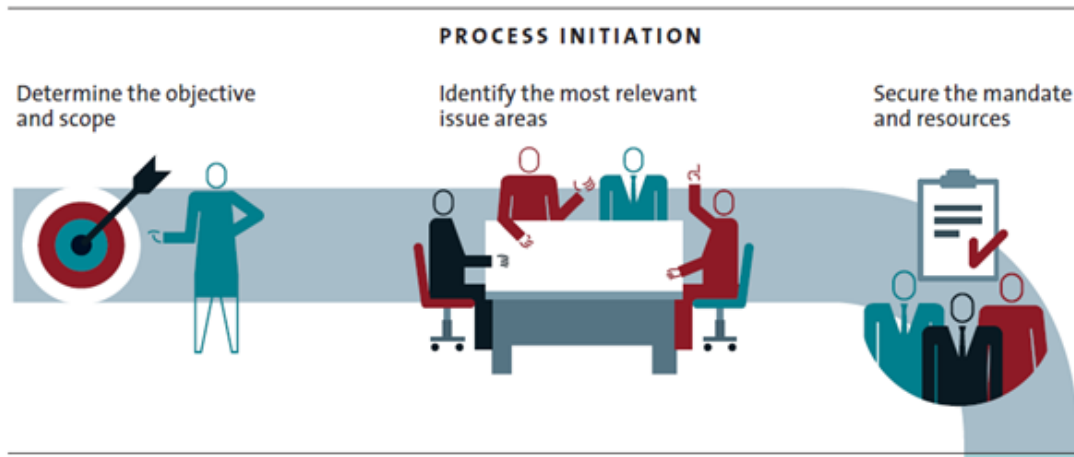 PROCESS INITIATION
Determine the objective
and scope
Identify the most relevant
issue areas
Secure the mandate
and resources